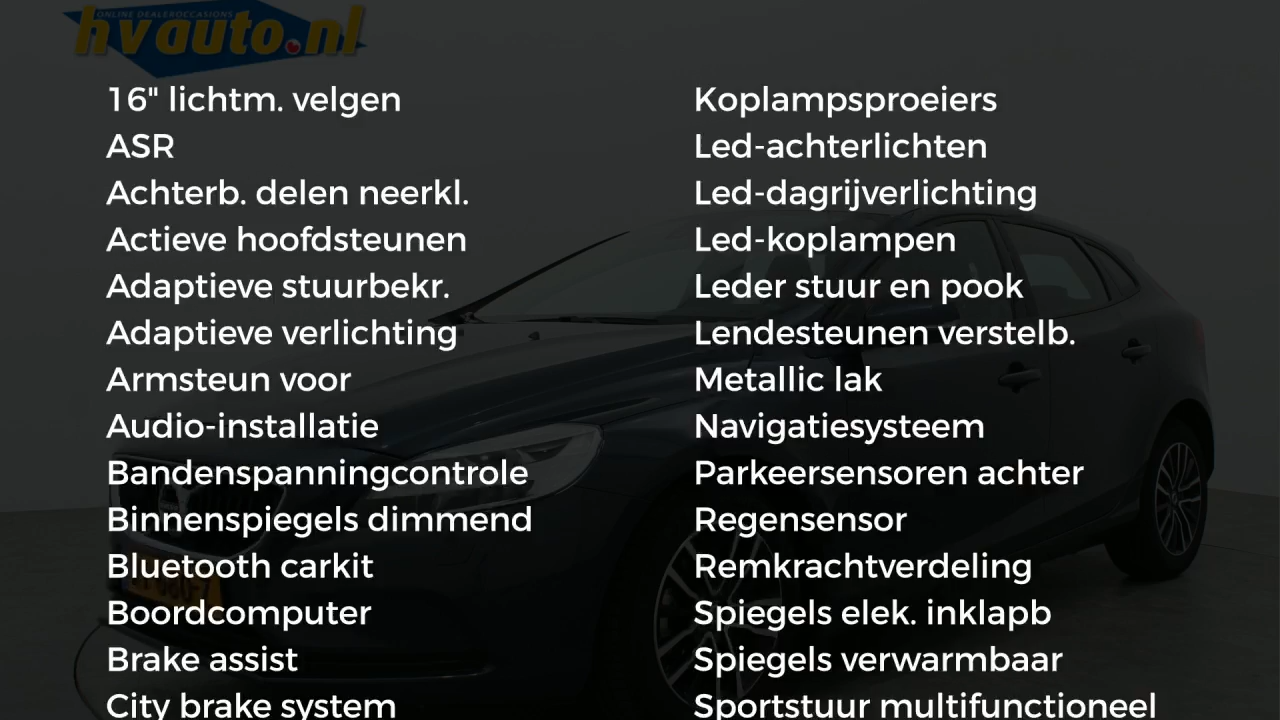 ONLINE DEALEROCCASIONS
hvauto.nl
16" lichtm. velgen
ASR
Achterb. delen neerkl.
Actieve hoofdsteunen
Adaptieve stuurbekr.
Adaptieve verlichting
Armsteun voor
Audio-installatie
Bandenspanningcontrole
Binnenspiegels dimmend
Bluetooth carkit
Boordcomputer
Brake assist
City brake system
Koplampsproeiers
Led-achterlichten
Led-dagrijverlichting
Led-koplampen
Leder stuur en pook
Lendesteunen verstelb.
Metallic lak
Navigatiesysteem
Parkeersensoren achter
Regensensor
Remkrachtverdeling
Spiegels elek. inklapb
Spiegels verwarmbaar
Sportstuur multifunctioneel